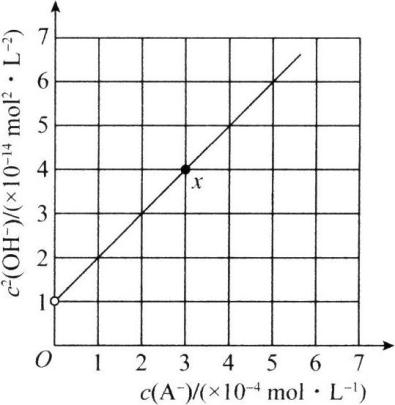 c²(OH⁻)/(×10⁻¹⁴ mol² · L⁻²)
7
6
5
4
3
2
1
x
O 1 2 3 4 5 6 7
c(A⁻)/(×10⁻⁴ mol · L⁻¹)